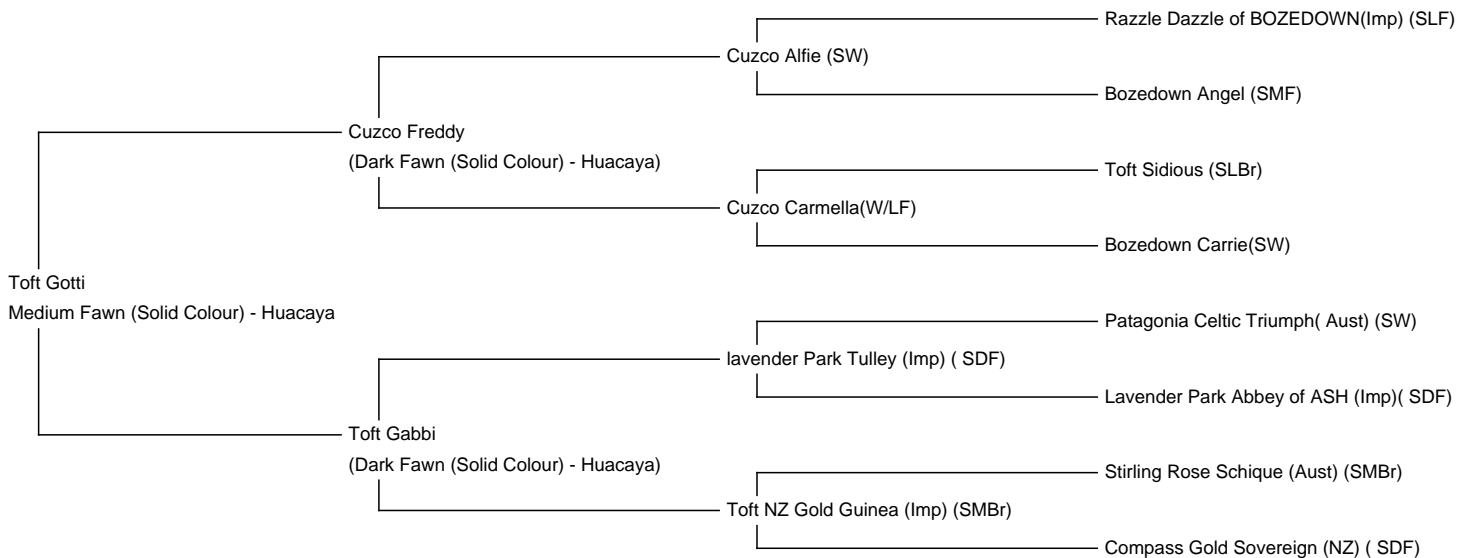 Razzle Dazzle of BOZEDOWN(Imp) (SLF)
Cuzco Alfie (SW)
Bozedown Angel (SMF)
Cuzco Freddy
(Dark Fawn (Solid Colour) - Huacaya)
Toft Sidious (SLBr)
Cuzco Carmella(W/LF)
Bozedown Carrie(SW)
Toft Gotti
Medium Fawn (Solid Colour) - Huacaya
Patagonia Celtic Triumph( Aust) (SW)
lavender Park Tulley (Imp) ( SDF)
Lavender Park Abbey of ASH (Imp)( SDF)
Toft Gabbi
(Dark Fawn (Solid Colour) - Huacaya)
Stirling Rose Schique (Aust) (SMBr)
Toft NZ Gold Guinea (Imp) (SMBr)
Compass Gold Sovereign (NZ) ( SDF)